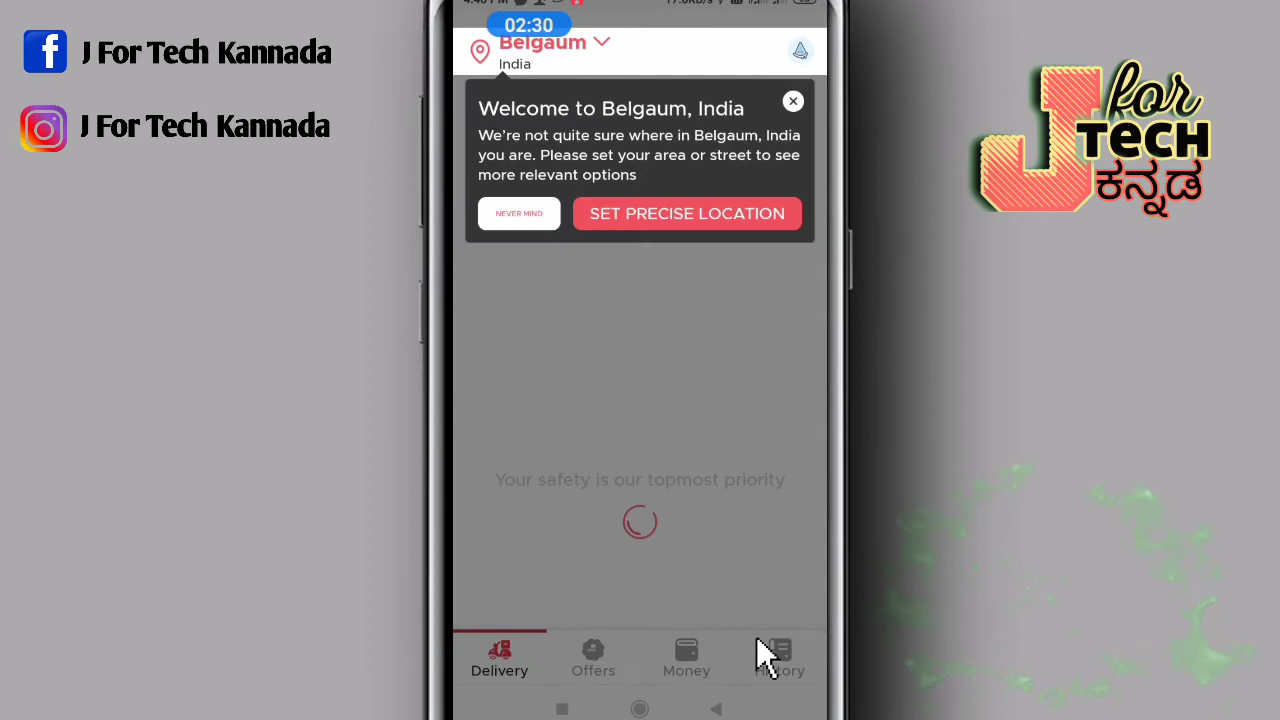 J For Tech Kannada
J For Tech Kannada
02:30
Belgaum
India
Welcome to Belgaum, India
We're not quite sure where in Belgaum, India
you are. Please set your area or street to see
more relevant options
NEVER MIND
SET PRECISE LOCATION
Your safety is our topmost priority
Delivery
Offers
Money
History
J for
TECH
ಕನ್ನಡ